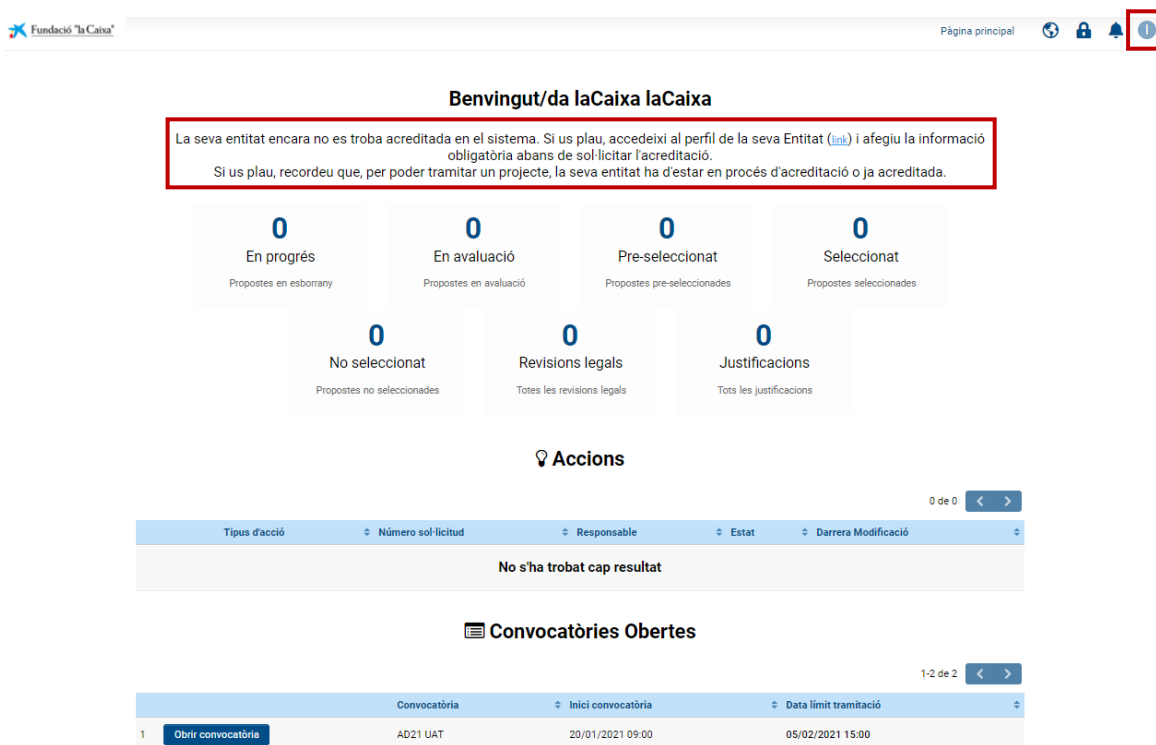 Fundació "la Caixa"
Pàgina principal
Benvingut/da laCaixa laCaixa
La seva entitat encara no es troba acreditada en el sistema. Si us plau, accedeixi al perfil de la seva Entitat (link) i afegiu la informació
obligatòria abans de sol·licitar l'acreditació.
Si us plau, recordeu que, per poder tramitar un projecte, la seva entitat ha d'estar en procés d'acreditació o ja acreditada.
0 0 0 0
En progrés En avaluació Pre-seleccionat Seleccionat
Propostes en esborrany Propostes en avaluació Propostes pre-seleccionades Propostes seleccionades
0 0 0
No seleccionat Revisions legals Justificacions
Propostes no seleccionades Totes les revisions legals Tots les justificacions
Accions
0 de 0
Tipus d'acció Número sol·licitud Responsable Estat Darrera Modificació
No s'ha trobat cap resultat
Convocatòries Obertes
1-2 de 2
Convocatòria Inici convocatòria Data límit tramitació
1 Obrir convocatòria AD21 UAT 20/01/2021 09:00 05/02/2021 15:00